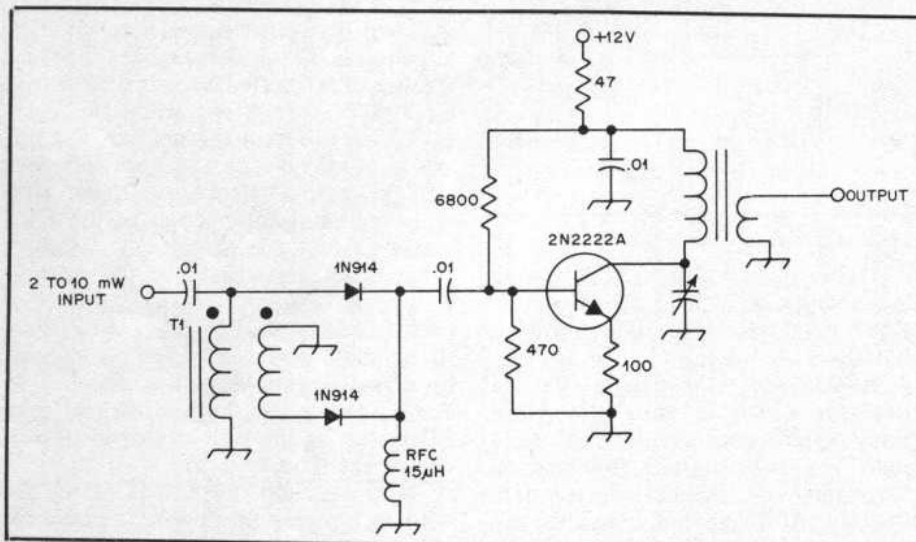 +12V
47
.01
6800
OUTPUT
2N2222A
2 TO 10 mW
INPUT
.01
1N914
.01
T1
470
100
1N914
RFC
15µH